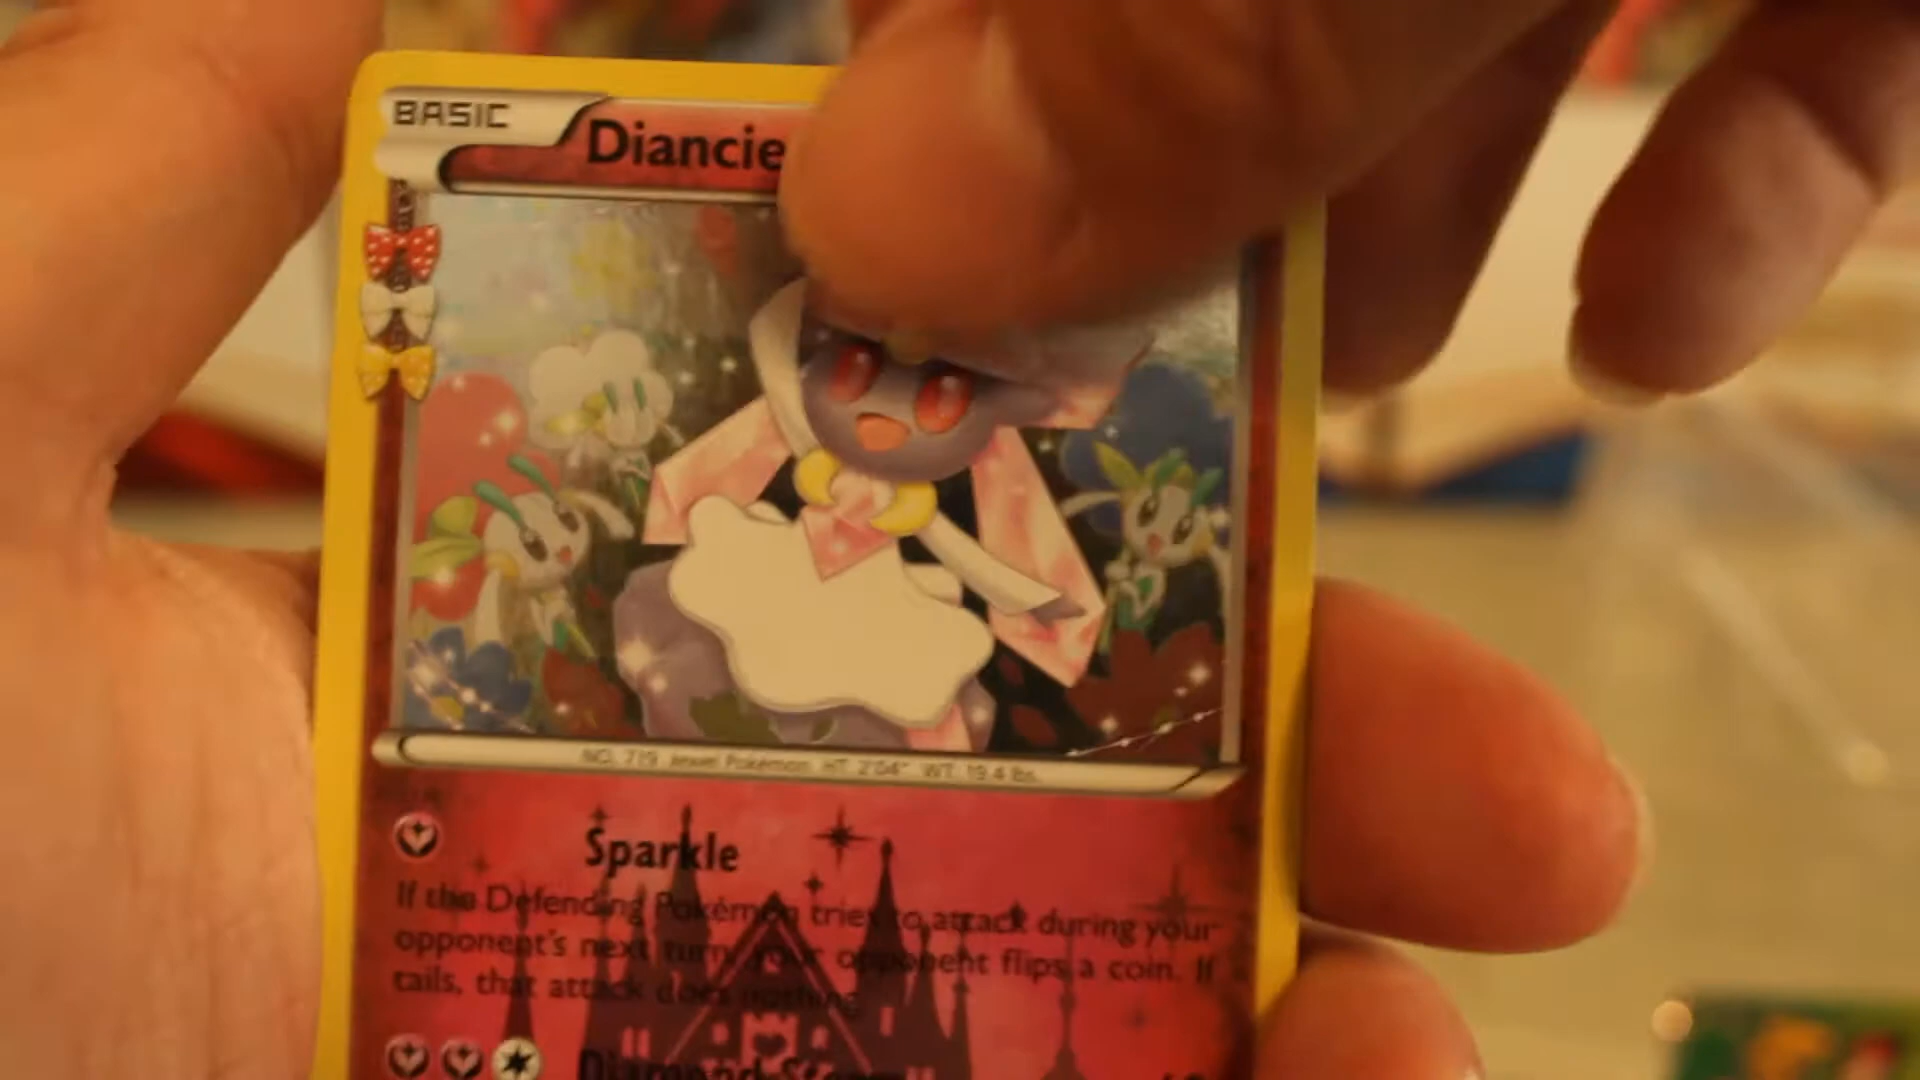 BASIC
Diancie
NO. 719 Jewel Pokémon HT 2'04" WT 19.4 lbs.
Sparkle
If the Defending Pokémon tries to attack during your
opponent's next turn, your opponent flips a coin. If
tails, that attack does nothing.
Diamond Storm